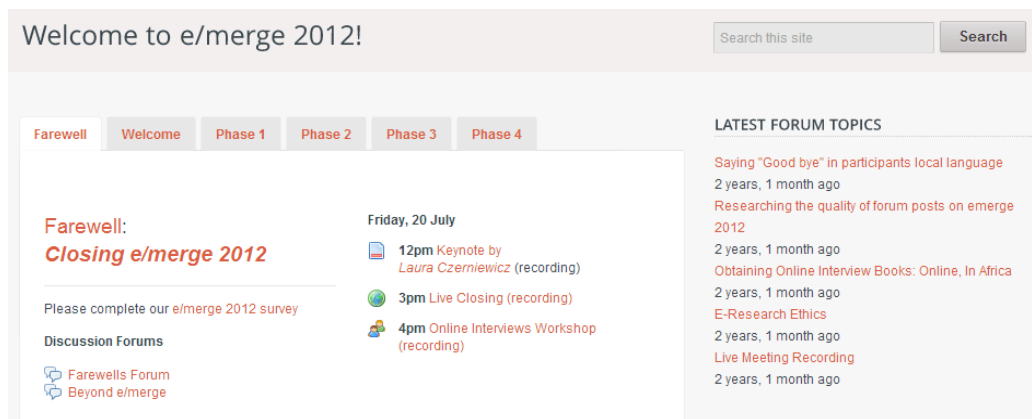 Welcome to e/merge 2012!
Search this site
Search
Farewell
Welcome
Phase 1
Phase 2
Phase 3
Phase 4
Farewell:
Closing e/merge 2012
Please complete our e/merge 2012 survey
Discussion Forums
Farewells Forum
Beyond e/merge
Friday, 20 July
12pm Keynote by
Laura Czerniewicz (recording)
3pm Live Closing (recording)
4pm Online Interviews Workshop
(recording)
LATEST FORUM TOPICS
Saying "Good bye" in participants local language
2 years, 1 month ago
Researching the quality of forum posts on emerge
2012
2 years, 1 month ago
Obtaining Online Interview Books: Online, In Africa
2 years, 1 month ago
E-Research Ethics
2 years, 1 month ago
Live Meeting Recording
2 years, 1 month ago